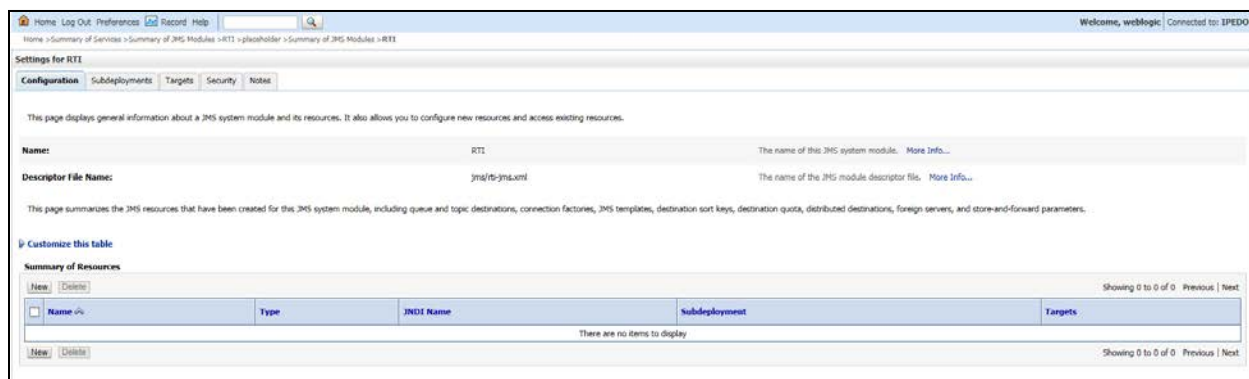 Home Log Out Preferences Record Help
Welcome, weblogic Connected to: IPEDO
Home >Summary of Services >Summary of JMS Modules >RTI >placeholder >Summary of JMS Modules >RTI
Settings for RTI
Configuration Subdeployments Targets Security Notes
This page displays general information about a JMS system module and its resources. It also allows you to configure new resources and access existing resources.
Name: RTI The name of this JMS system module. More Info...
Descriptor File Name: jms/rti-jms.xml The name of the JMS module descriptor file. More Info...
This page summarizes the JMS resources that have been created for this JMS system module, including queue and topic destinations, connection factories, JMS templates, destination sort keys, destination quota, distributed destinations, foreign servers, and store-and-forward parameters.
Customize this table
Summary of Resources
New Delete Showing 0 to 0 of 0 Previous | Next
Name Type JNDI Name Subdeployment Targets
There are no items to display
New Delete Showing 0 to 0 of 0 Previous | Next